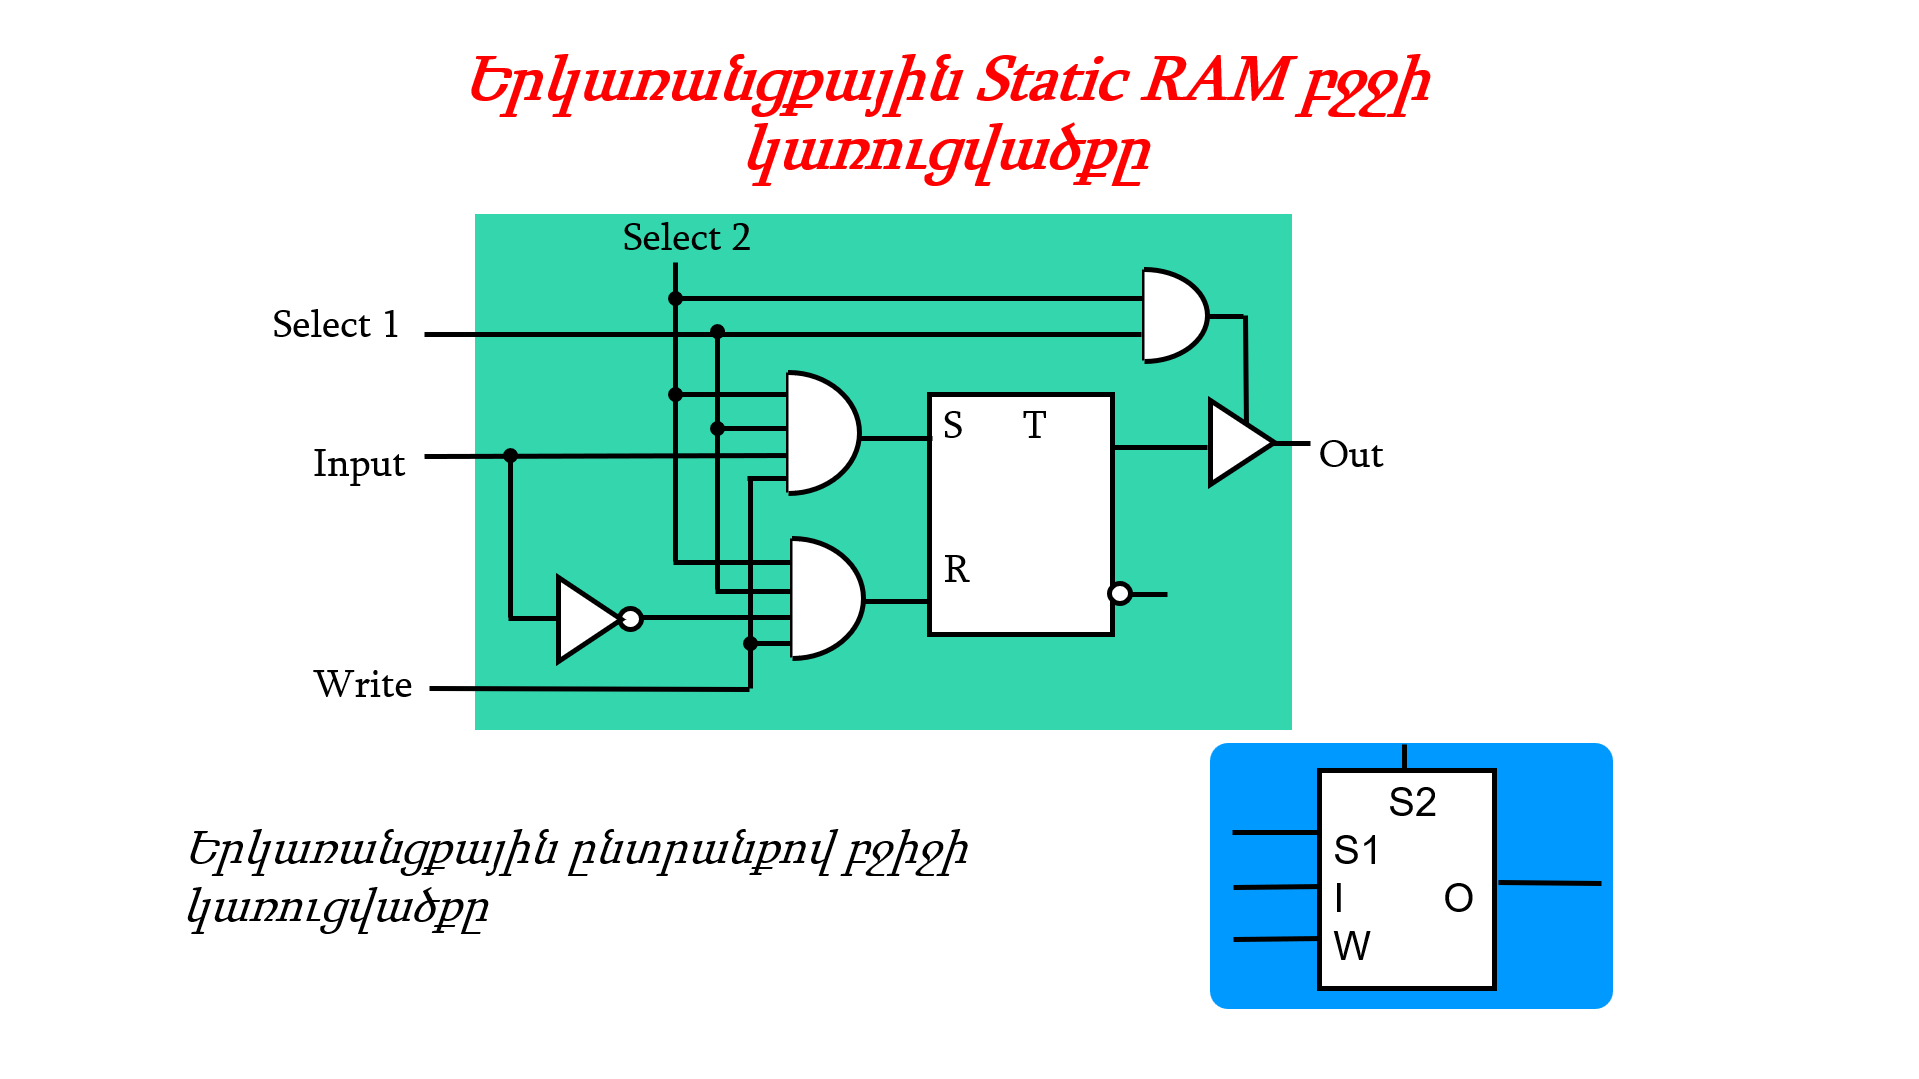 Երկառանցքային Static RAM բջջի
կառուցվածքը
Select 2
Select 1
S T
Input
Out
R
Write
S2
S1
I O
W
Երկառանցքային ընտրանքով բջիջի
կառուցվածքը